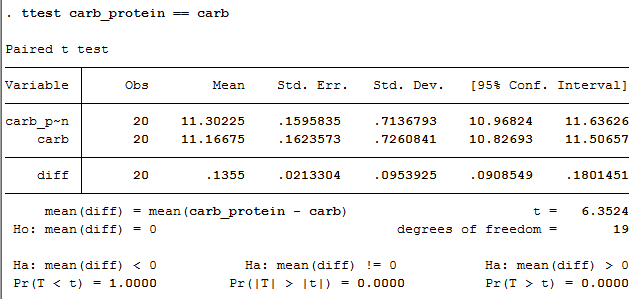 . ttest carb_protein == carb
Paired t test
Variable Obs Mean Std. Err. Std. Dev. [95% Conf. Interval]
carb_p~n 20 11.30225 .1595835 .7136793 10.96824 11.63626
carb 20 11.16675 .1623573 .7260841 10.82693 11.50657
diff 20 .1355 .0213304 .0953925 .0908549 .1801451
mean(diff) = mean(carb_protein - carb) t = 6.3524
Ho: mean(diff) = 0 degrees of freedom = 19
Ha: mean(diff) < 0 Ha: mean(diff) != 0 Ha: mean(diff) > 0
Pr(T < t) = 1.0000 Pr(|T| > |t|) = 0.0000 Pr(T > t) = 0.0000